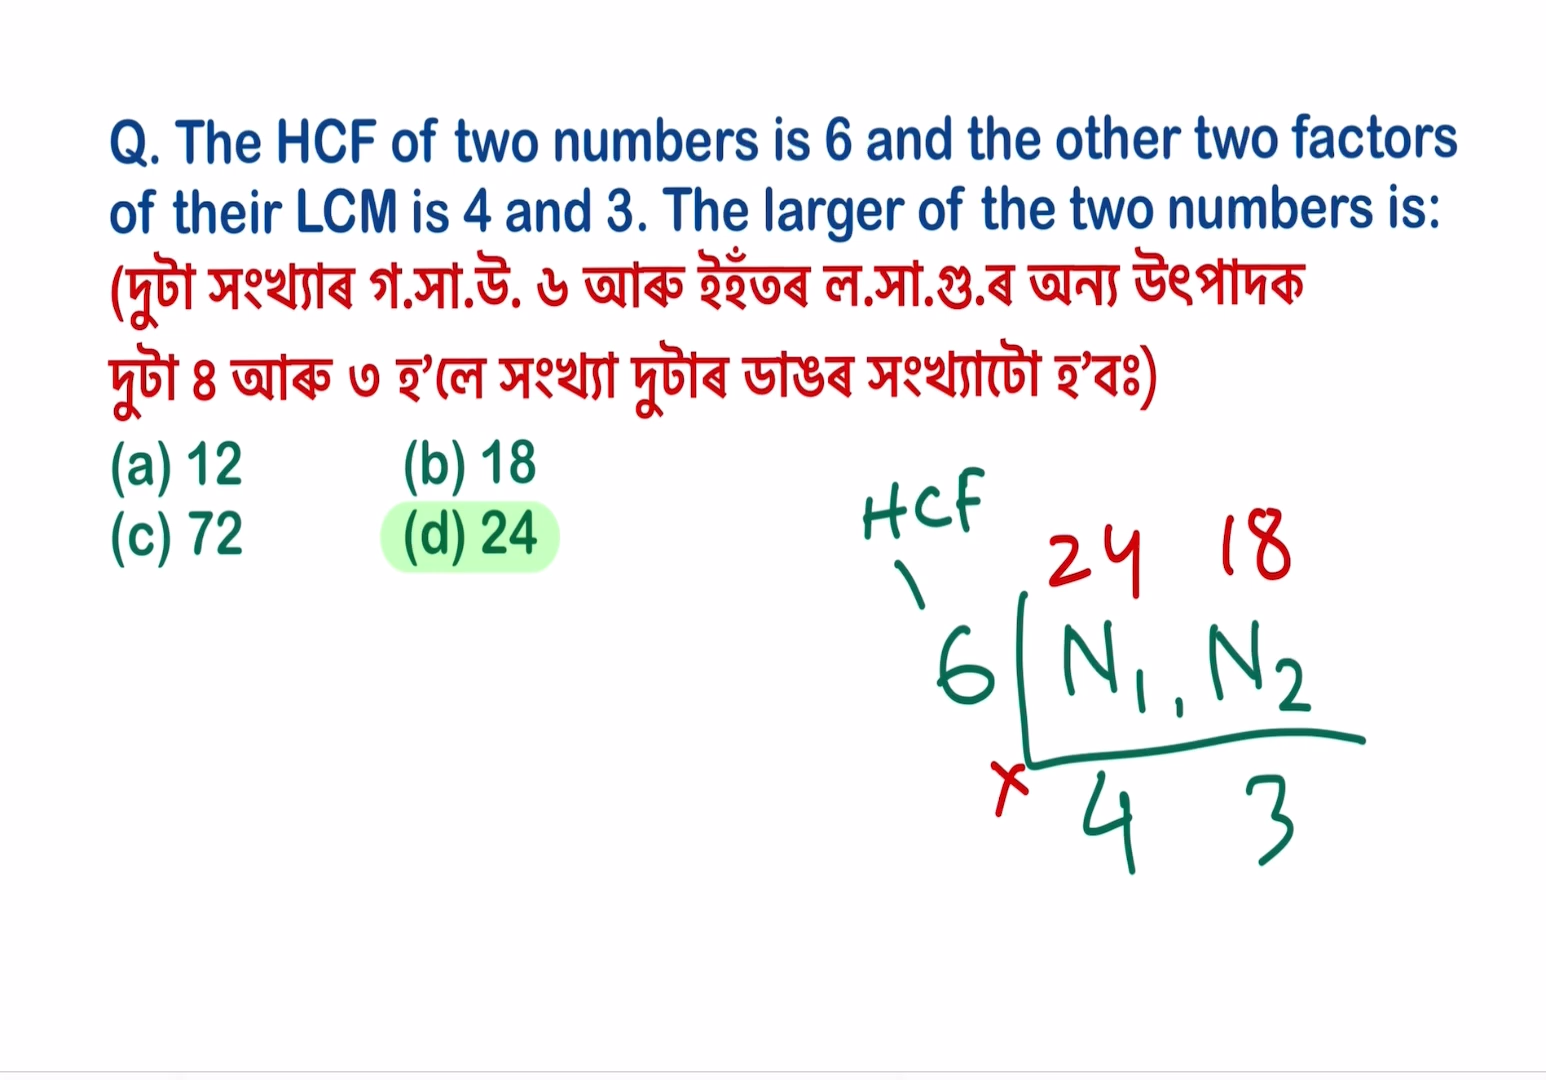 Q. The HCF of two numbers is 6 and the other two factors
of their LCM is 4 and 3. The larger of the two numbers is:
(দুটা সংখ্যাৰ গ.সা.উ. ৬ আৰু ইহঁতৰ ল.সা.গু.ৰ অন্য উৎপাদক
দুটা 8 আৰু ৩ হ’লে সংখ্যা দুটাৰ ডাঙৰ সংখ্যাটো হ’বঃ)
(a) 12 (b) 18
(c) 72 (d) 24
HCF
24 18
6 N1, N2
x 4 3